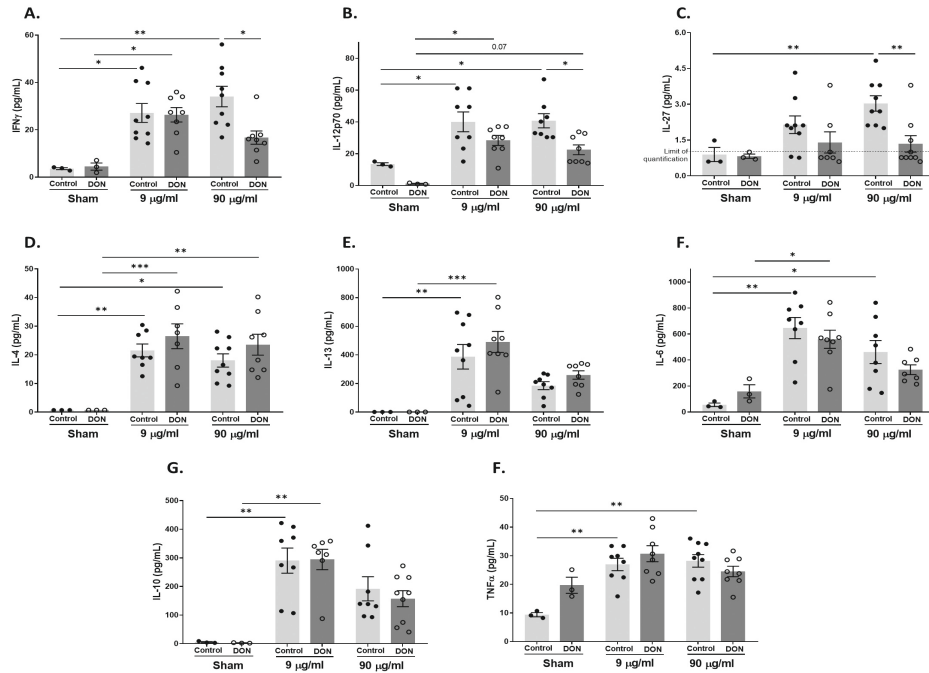 A.
** 
*
*
*
60
40
20
0
IFNγ (pg/mL)
Control DON Control DON Control DON
Sham 9 µg/ml 90 µg/ml
B.
*
0.07
*
*
*
80
60
40
20
0
IL-12p70 (pg/mL)
Control DON Control DON Control DON
Sham 9 µg/ml 90 µg/ml
C.
** **
6.0
4.5
3.0
1.5
0.0
IL-27 (pg/mL)
Limit of
quantification
Control DON Control DON Control DON
Sham 9 µg/ml 90 µg/ml
D.
**
***
*
**
50
40
30
20
10
0
IL-4 (pg/mL)
Control DON Control DON Control DON
Sham 9 µg/ml 90 µg/ml
E.
***
**
1000
800
600
400
200
0
IL-13 (pg/mL)
Control DON Control DON Control DON
Sham 9 µg/ml 90 µg/ml
F.
*
*
**
1000
800
600
400
200
0
IL-6 (pg/mL)
Control DON Control DON Control DON
Sham 9 µg/ml 90 µg/ml
G.
**
**
500
400
300
200
100
0
IL-10 (pg/mL)
Control DON Control DON Control DON
Sham 9 µg/ml 90 µg/ml
F.
**
**
50
40
30
20
10
0
TNFα (pg/mL)
Control DON Control DON Control DON
Sham 9 µg/ml 90 µg/ml